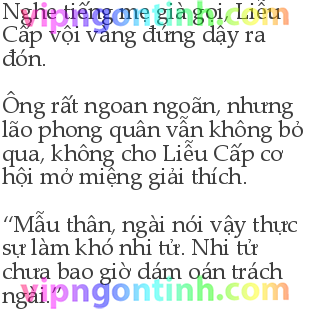 Nghe tiếng mẹ già gọi, Liễu
Cấp vội vàng đứng dậy ra
đón.
Ông rất ngoan ngoãn, nhưng
lão phong quân vẫn không bỏ
qua, không cho Liễu Cấp cơ
hội mở miệng giải thích.
“Mẫu thân, ngài nói vậy thực
sự làm khó nhi tử. Nhi tử
chưa bao giờ dám oán trách
ngài.”
vipngontinh.com
vipngontinh.com